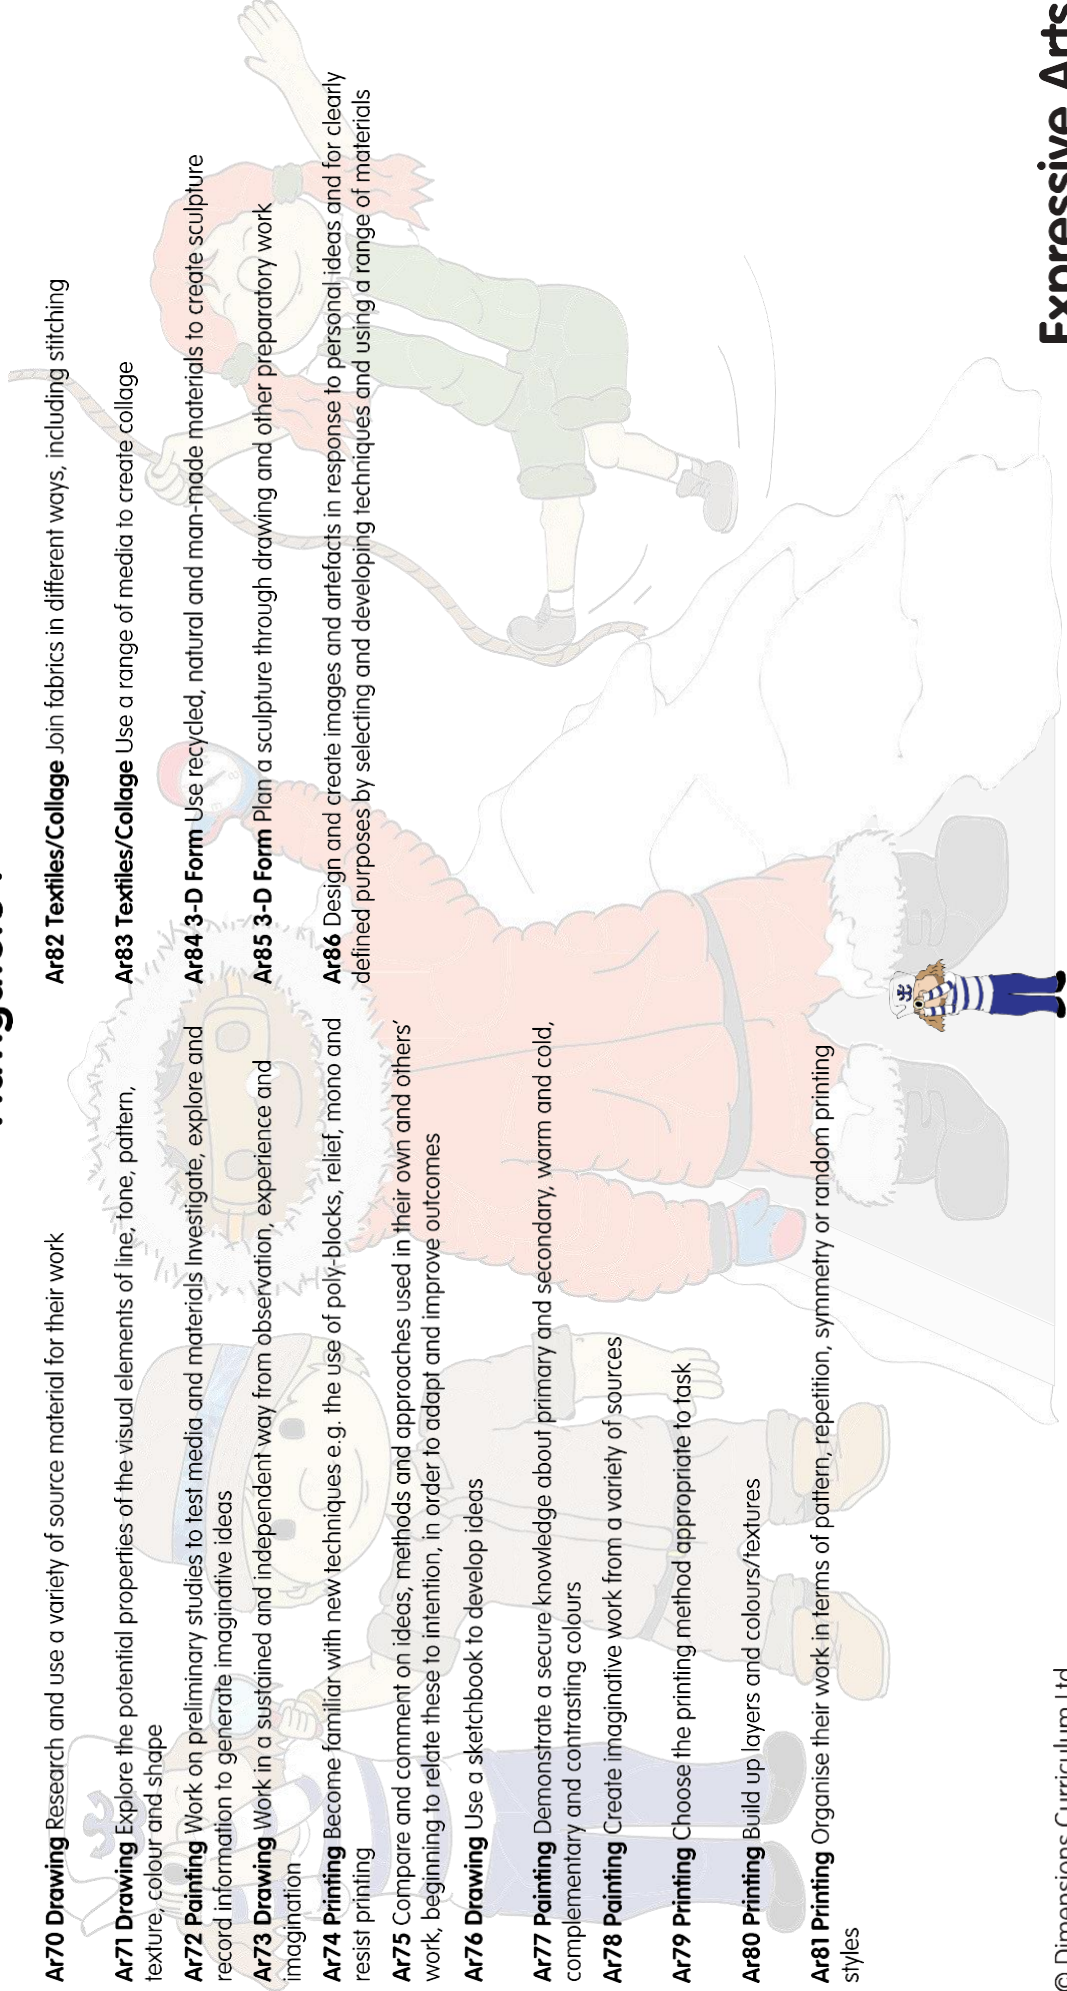 Ar70 Drawing Research and use a variety of source material for their work
Ar71 Drawing Explore the potential properties of the visual elements of line, tone, pattern,
texture, colour and shape
Ar72 Painting Work on preliminary studies to test media and materials Investigate, explore and
record information to generate imaginative ideas
Ar73 Drawing Work in a sustained and independent way from observation, experience and
imagination
Ar74 Printing Become familiar with new techniques e.g. the use of poly-blocks, relief, mono and
resist printing
Ar75 Compare and comment on ideas, methods and approaches used in their own and others’
work, beginning to relate these to intention, in order to adapt and improve outcomes
Ar76 Drawing Use a sketchbook to develop ideas
Ar77 Painting Demonstrate a secure knowledge about primary and secondary, warm and cold,
complementary and contrasting colours
Ar78 Painting Create imaginative work from a variety of sources
Ar79 Printing Choose the printing method appropriate to task
Ar80 Printing Build up layers and colours/textures
Ar81 Printing Organise their work in terms of pattern, repetition, symmetry or random printing
styles
Ar82 Textiles/Collage Join fabrics in different ways, including stitching
Ar83 Textiles/Collage Use a range of media to create collage
Ar84 3-D Form Use recycled, natural and man-made materials to create sculpture
Ar85 3-D Form Plan a sculpture through drawing and other preparatory work
Ar86 Design and create images and artefacts in response to personal ideas and for clearly
defined purposes by selecting and developing techniques and using a range of materials
© Dimensions Curriculum Ltd
Expressive Arts